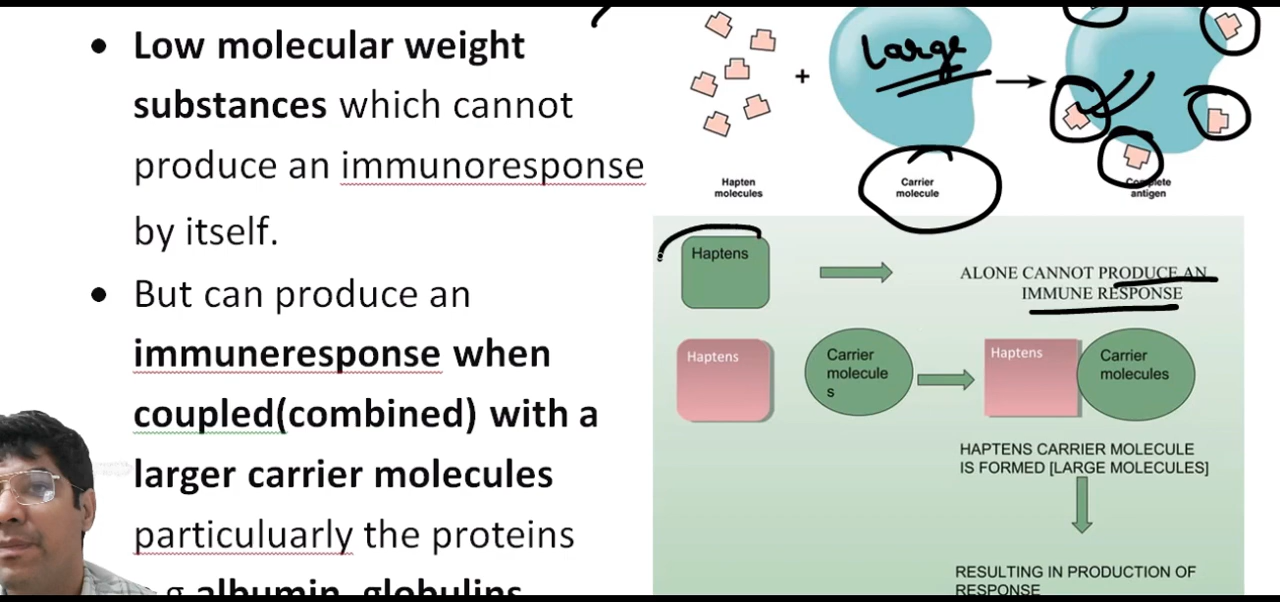 • Low molecular weight
substances which cannot
produce an immunoresponse
by itself.
• But can produce an
immuneresponse when
coupled(combined) with a
larger carrier molecules
particuluarly the proteins
e.g albumin, globulins
Large
+
Hapten
molecules
Carrier
molecule
Complete
antigen
Haptens
ALONE CANNOT PRODUCE AN
IMMUNE RESPONSE
Haptens
Carrier
molecule
s
Haptens
Carrier
molecules
HAPTENS CARRIER MOLECULE
IS FORMED [LARGE MOLECULES]
RESULTING IN PRODUCTION OF
RESPONSE